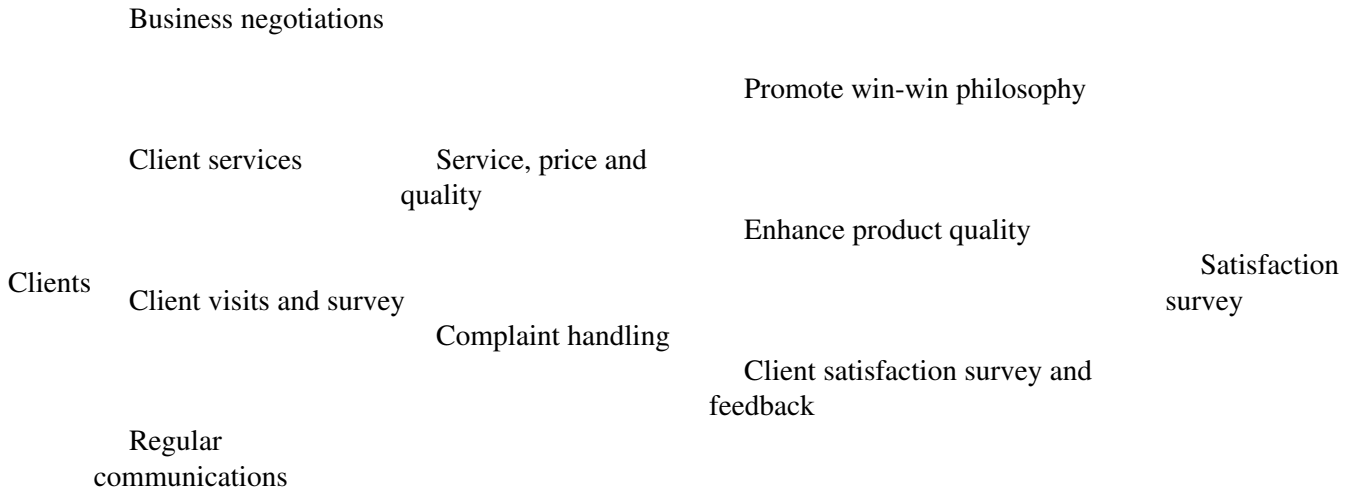 Clients
Business negotiations
Client services
Client visits and survey
Regular
communications
Service, price and
quality
Complaint handling
Promote win-win philosophy
Enhance product quality
Client satisfaction survey and
feedback
Satisfaction
survey